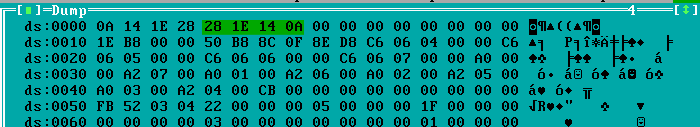 [■]=Dump 4 [↕]
ds:0000 0A 14 1E 28 28 1E 14 0A 00 00 00 00 00 00 00 00 ◙¶▲((▲¶◙
ds:0010 1E B8 00 00 50 B8 8C 0F 8E D8 C6 06 04 00 00 C6 ▲╕  P╕î☼Ä╪╞♠♦  ╞
ds:0020 06 05 00 00 C6 06 06 00 00 C6 06 07 00 00 A0 00 ♠♣  ╞♠♠  ╞♠•  á
ds:0030 00 A2 07 00 A0 01 00 A2 06 00 A0 02 00 A2 05 00  ó• á☺ ó♠ á☻ ó♣
ds:0040 A0 03 00 A2 04 00 CB 00 00 00 00 00 00 00 00 00 á♥ ó♦ ╦
ds:0050 FB 52 03 04 22 00 00 00 05 00 00 00 1F 00 00 00 √R♥♦"   ♣   ▼
ds:0060 00 00 00 03 00 00 00 00 00 00 00 00 01 00 00 00    ♥        ☺